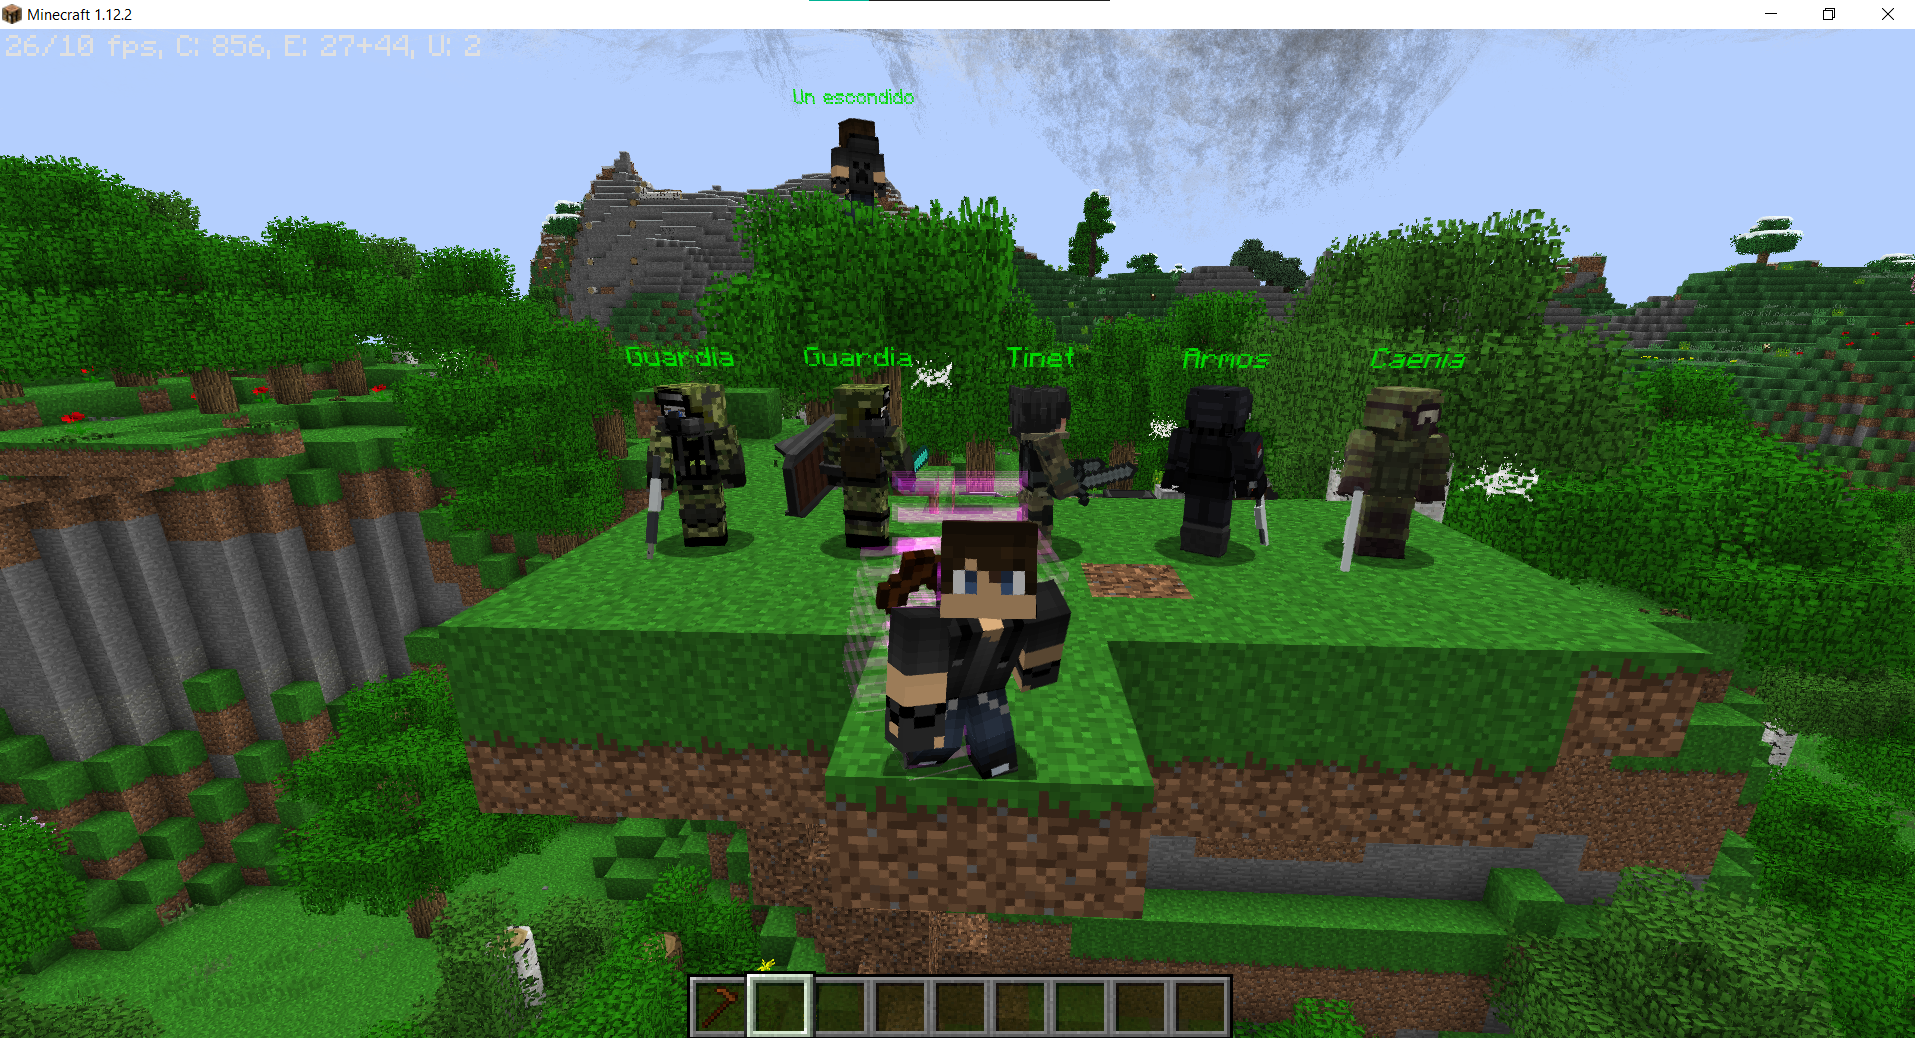 Minecraft 1.12.2
26/10 fps, C: 856, E: 27+44, U: 2
Un escondido
Guardia Guardia Tinet Armos Caenia